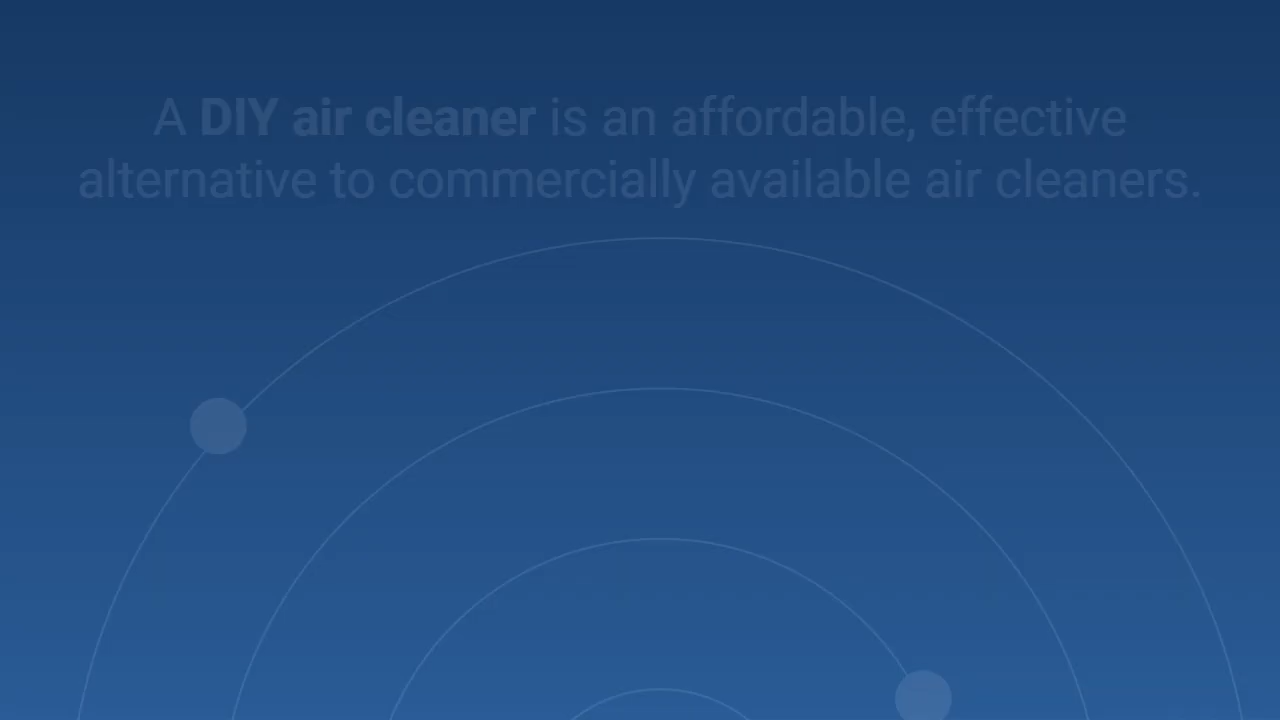 A DIY air cleaner is an affordable, effective
alternative to commercially available air cleaners.